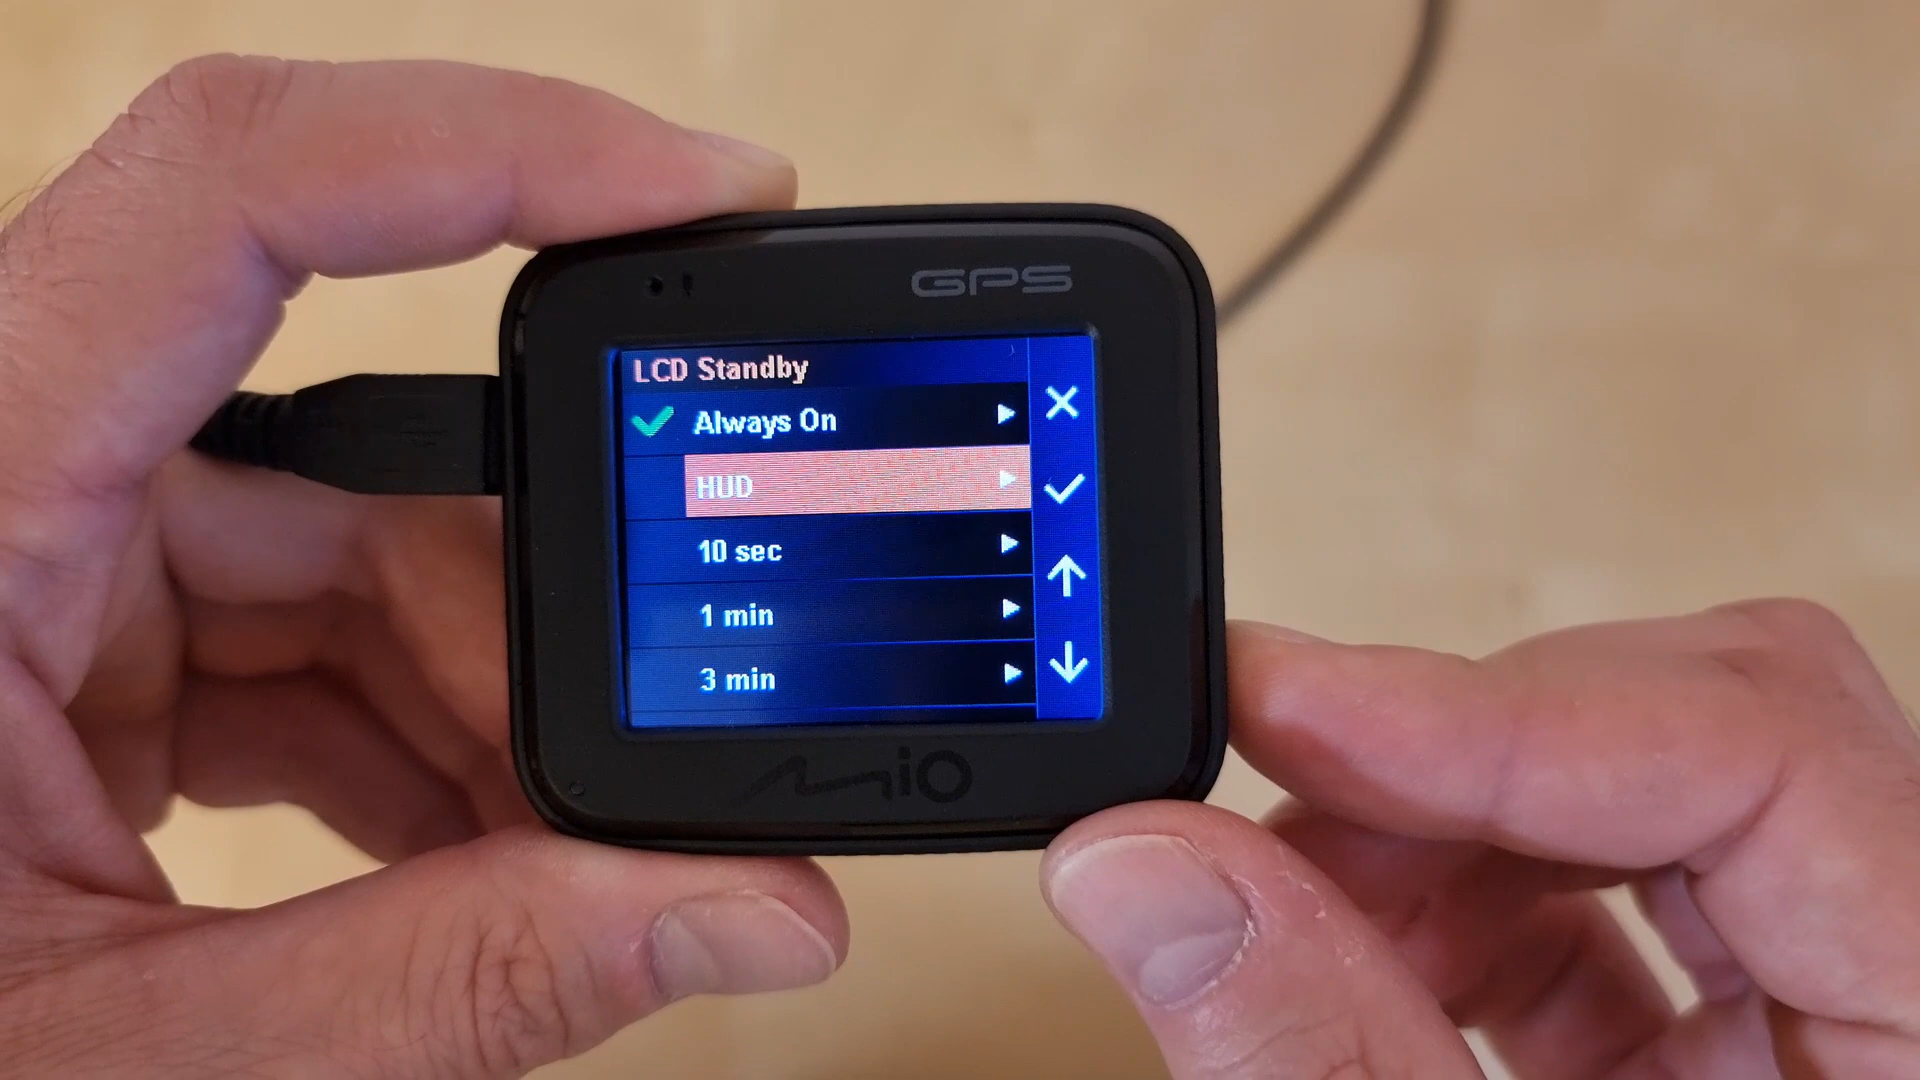 GPS
LCD Standby
Always On
HUD
10 sec
1 min
3 min
Mio